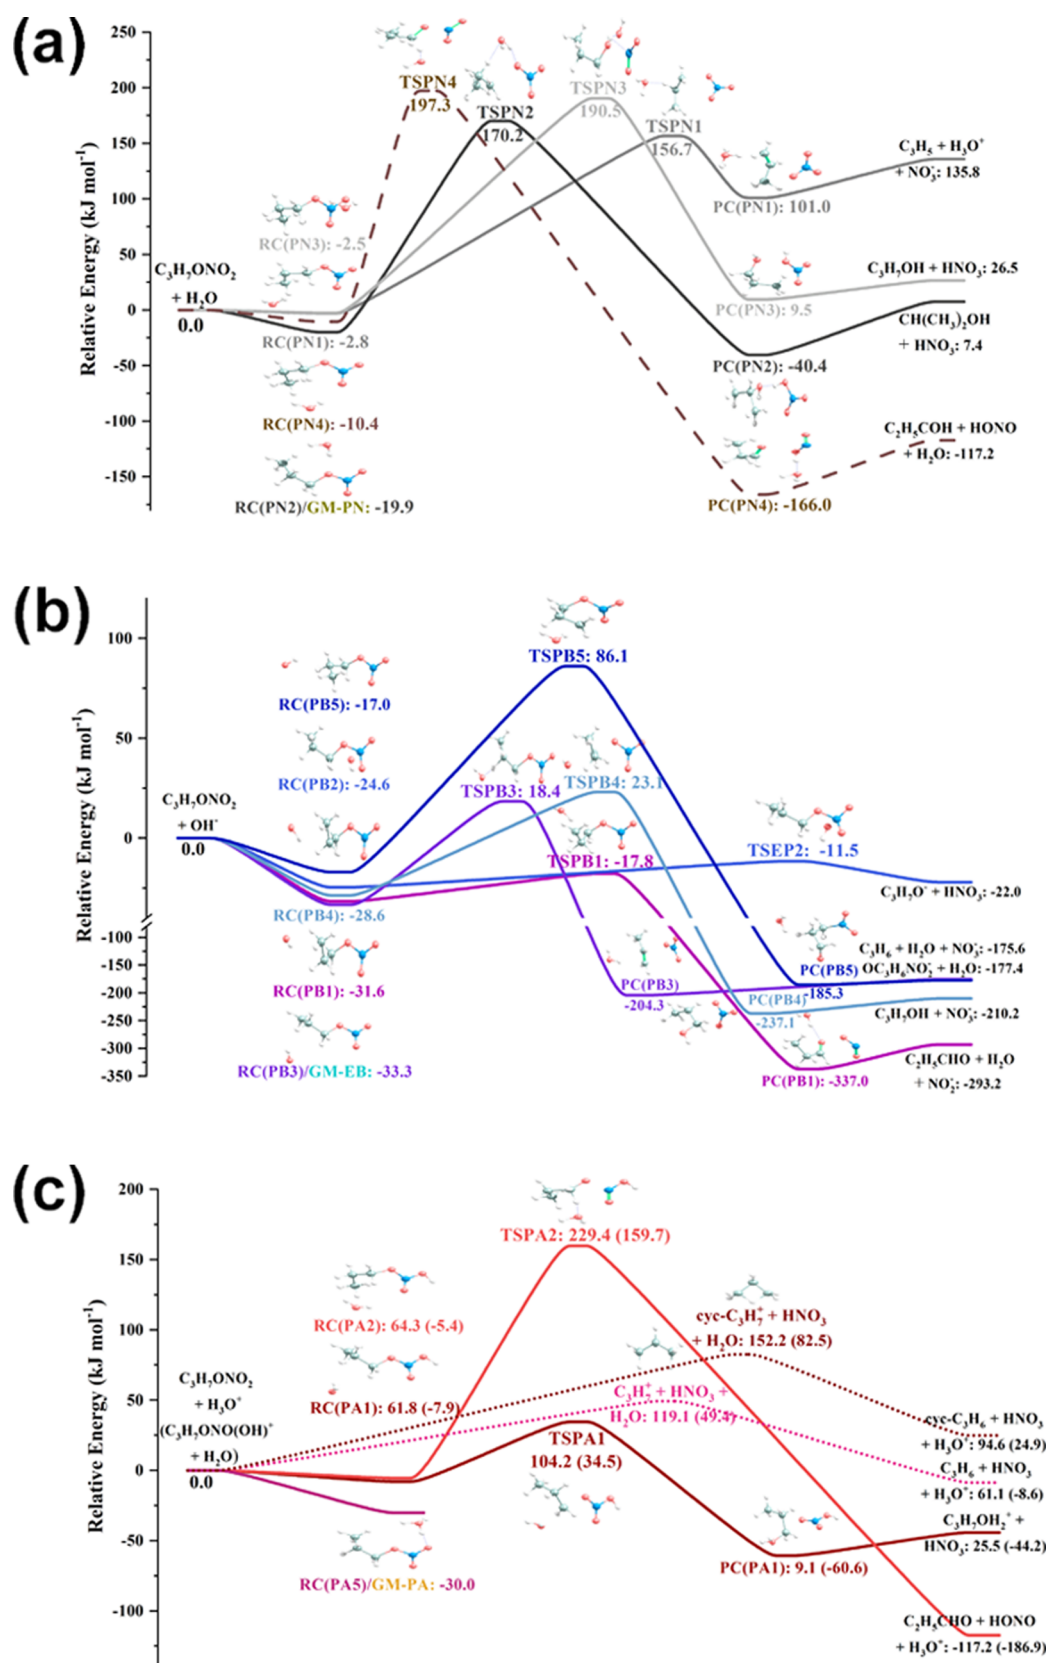 (a)
Relative Energy (kJ mol⁻¹)
250
200
150
100
50
0
-50
-100
-150
TSPN4
197.3
TSPN2
170.2
TSPN3
190.5
TSPN1
156.7
C₃H₅ + H₃O⁺
+ NO₃⁻: 135.8
PC(PN1): 101.0
RC(PN3): -2.5
C₃H₇ONO₂
+ H₂O
0.0
C₃H₇OH + HNO₃: 26.5
PC(PN3): 9.5
CH(CH₃)₂OH
+ HNO₃: 7.4
RC(PN1): -2.8
PC(PN2): -40.4
RC(PN4): -10.4
C₂H₅COH + HONO
+ H₂O: -117.2
RC(PN2)/GM-PN: -19.9
PC(PN4): -166.0
(b)
Relative Energy (kJ mol⁻¹)
100
50
0
-100
-150
-200
-250
-300
-350
TSPB5: 86.1
RC(PB5): -17.0
RC(PB2): -24.6
TSPB3: 18.4
TSPB4: 23.1
C₃H₇ONO₂
+ OH⁻
0.0
TSPB1: -17.8
TSEP2: -11.5
C₃H₇O⁻ + HNO₃: -22.0
RC(PB4): -28.6
C₃H₆ + H₂O + NO₃⁻: -175.6
PC(PB5)
-185.3
OC₃H₆NO₂⁻ + H₂O: -177.4
RC(PB1): -31.6
PC(PB3)
-204.3
PC(PB4)
-237.1
C₃H₇OH + NO₃⁻: -210.2
RC(PB3)/GM-EB: -33.3
PC(PB1): -337.0
C₂H₅CHO + H₂O
+ NO₂⁻: -293.2
(c)
Relative Energy (kJ mol⁻¹)
200
150
100
50
0
-50
-100
TSPA2: 229.4 (159.7)
RC(PA2): 64.3 (-5.4)
cyc-C₃H₇⁺ + HNO₃
+ H₂O: 152.2 (82.5)
RC(PA1): 61.8 (-7.9)
C₃H₇⁺ + HNO₃ +
H₂O: 119.1 (49.4)
C₃H₇ONO₂
+ H₃O⁺
(C₃H₇ONO(OH)⁺
+ H₂O)
0.0
TSPA1
104.2 (34.5)
cyc-C₃H₆ + HNO₃
+ H₃O⁺: 94.6 (24.9)
C₃H₆ + HNO₃
+ H₃O⁺: 61.1 (-8.6)
C₃H₇OH₂⁺ +
HNO₃: 25.5 (-44.2)
PC(PA1): 9.1 (-60.6)
RC(PA5)/GM-PA: -30.0
C₂H₅CHO + HONO
+ H₃O⁺: -117.2 (-186.9)